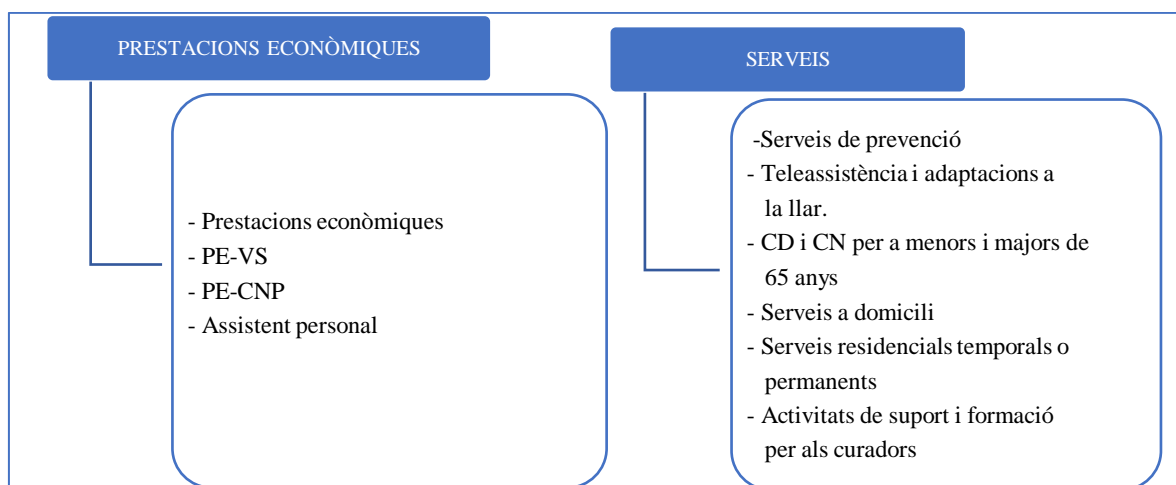 PRESTACIONS ECONÒMIQUES
- Prestacions econòmiques
- PE-VS
- PE-CNP
- Assistent personal
SERVEIS
-Serveis de prevenció
- Teleassistència i adaptacions a
la llar.
- CD i CN per a menors i majors de
65 anys
- Serveis a domicili
- Serveis residencials temporals o
permanents
- Activitats de suport i formació
per als curadors